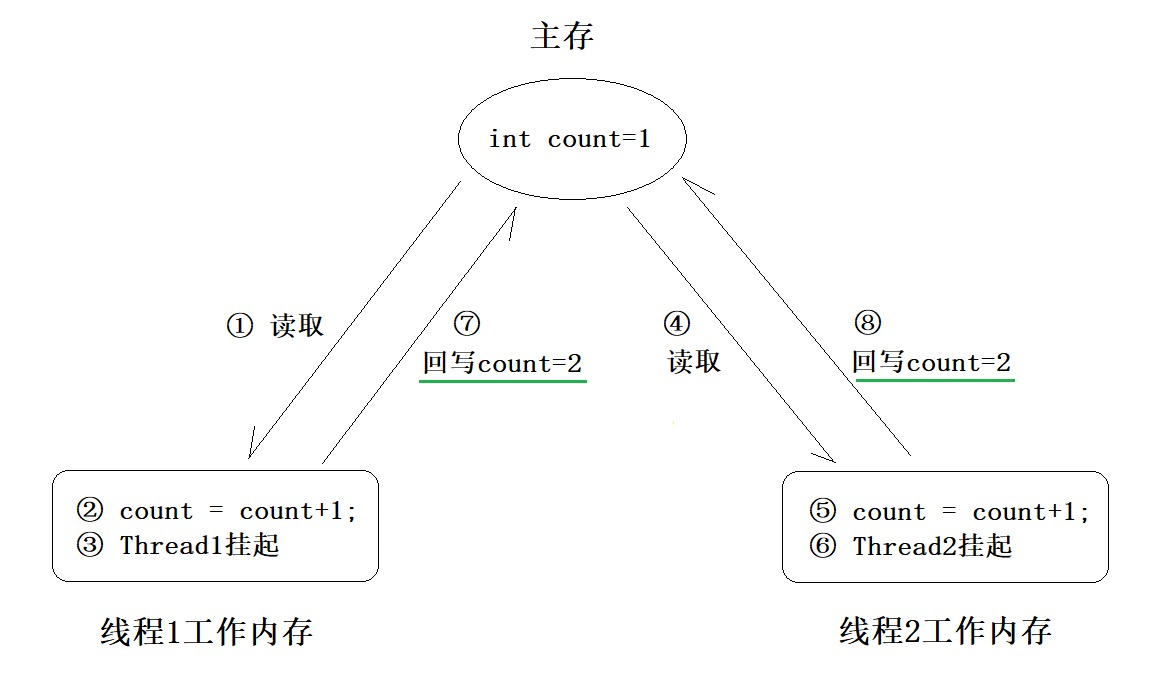 主存
int count=1
① 读取
⑦
回写count=2
④
读取
⑧
回写count=2
② count = count+1;
③ Thread1挂起
⑤ count = count+1;
⑥ Thread2挂起
线程1工作内存
线程2工作内存